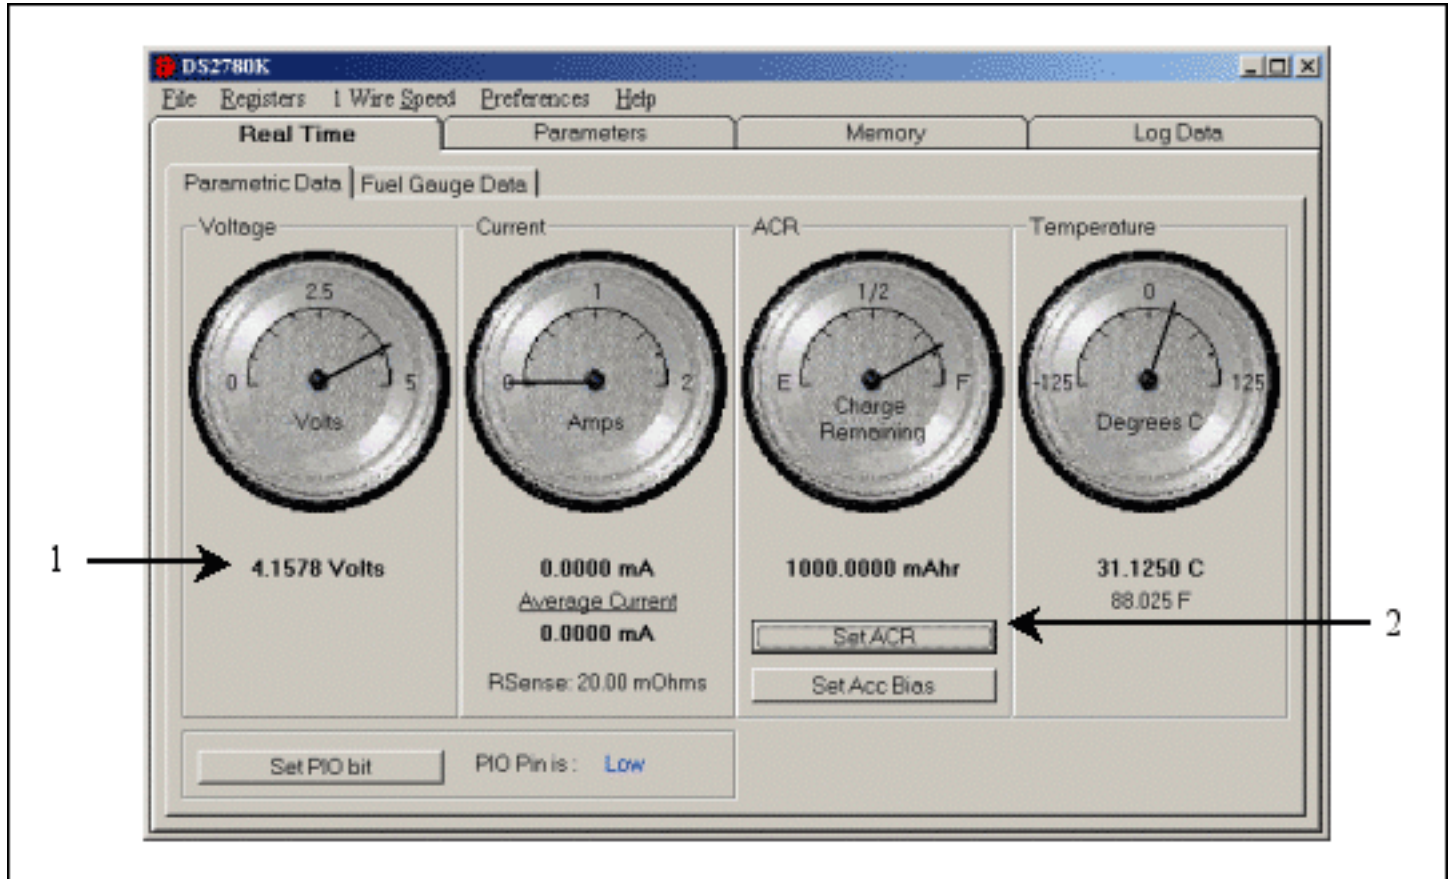 DS2780K
File Registers 1 Wire Speed Preferences Help
Real Time Parameters Memory Log Data
Parametric Data Fuel Gauge Data
Voltage Current ACR Temperature
2.5 1 1/2 0
0 5 0 2 E F -125 125
Volts Amps Charge Remaining Degrees C
1 4.1578 Volts 0.0000 mA 1000.0000 mAhr 31.1250 C
Average Current 88.025 F
0.0000 mA Set ACR 2
RSense: 20.00 mOhms Set Acc Bias
Set PIO bit PIO Pin is : Low